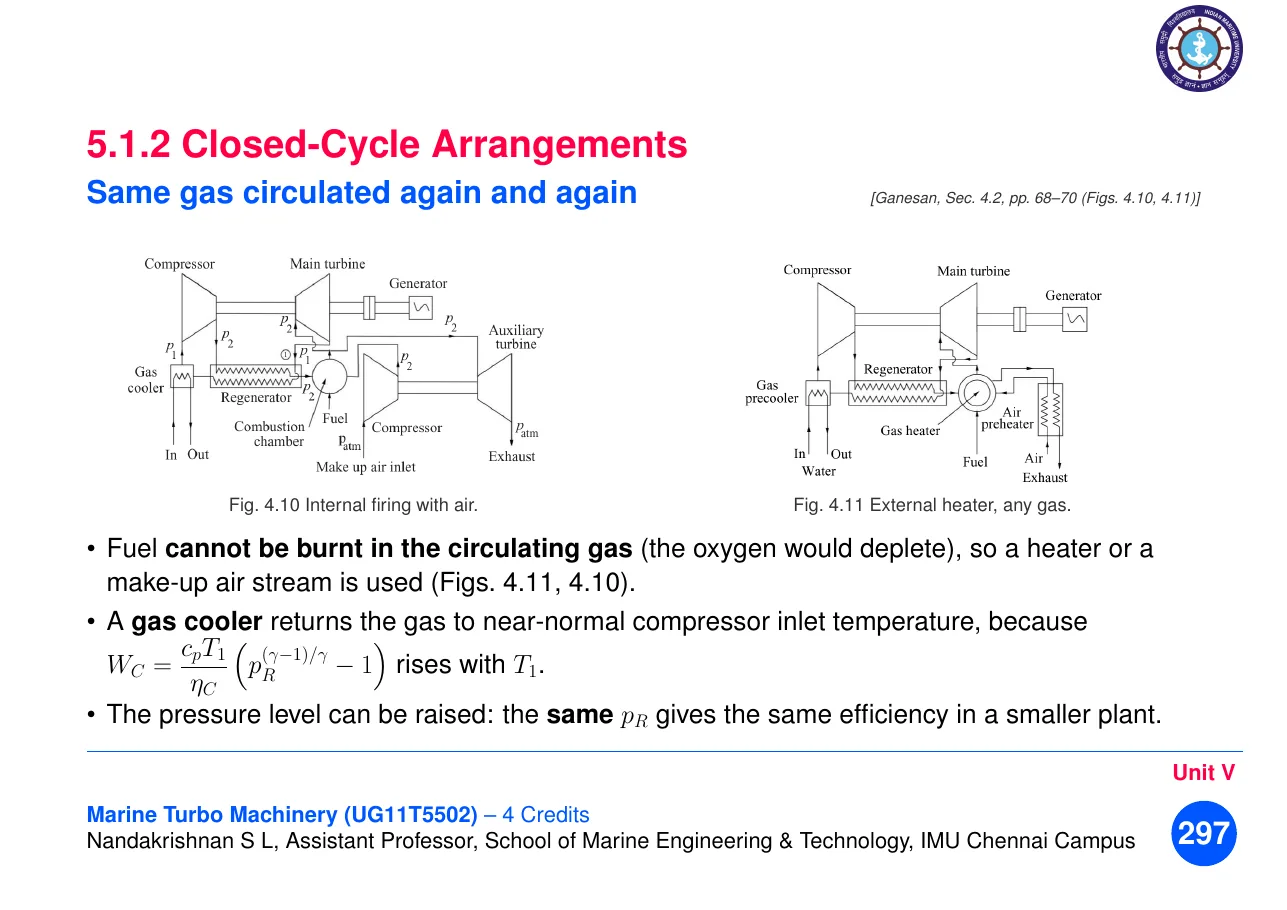 भारतीय समुद्री विश्वविद्यालय INDIAN MARITIME UNIVERSITY
5.1.2 Closed-Cycle Arrangements
Same gas circulated again and again
[Ganesan, Sec. 4.2, pp. 68–70 (Figs. 4.10, 4.11)]
Compressor
Main turbine
Generator
p2
p2
p2
Auxiliary
turbine
p1
① p1
p2
Gas
cooler
Regenerator
p2
Fuel
Combustion
chamber
Compressor
patm
patm
In Out
Exhaust
Make up air inlet
Fig. 4.10 Internal firing with air.
Compressor
Main turbine
Generator
Regenerator
Gas
precooler
Air
preheater
Gas heater
In Out
Water
Fuel
Air
Exhaust
Fig. 4.11 External heater, any gas.
• Fuel cannot be burnt in the circulating gas (the oxygen would deplete), so a heater or a
make-up air stream is used (Figs. 4.11, 4.10).
• A gas cooler returns the gas to near-normal compressor inlet temperature, because
W_C = c_pT_1/η_C (p_R^{(γ−1)/γ} − 1) rises with T_1.
• The pressure level can be raised: the same p_R gives the same efficiency in a smaller plant.
Unit V
Marine Turbo Machinery (UG11T5502) – 4 Credits
Nandakrishnan S L, Assistant Professor, School of Marine Engineering & Technology, IMU Chennai Campus
297